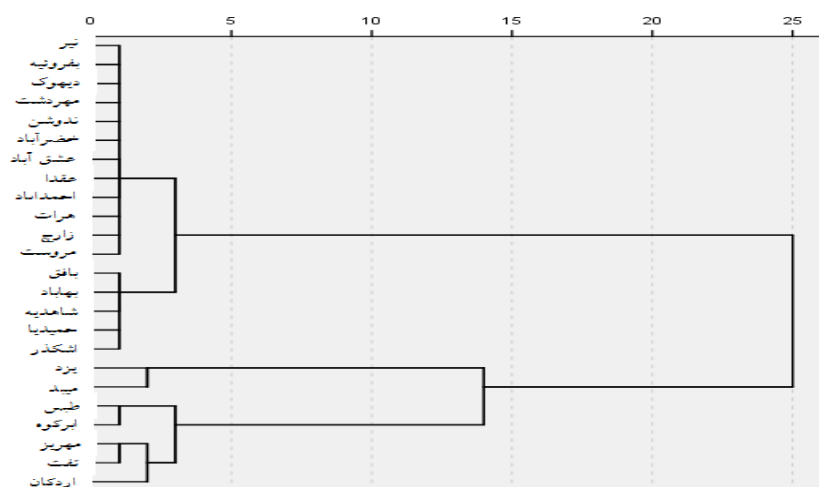 0 5 10 15 20 25
نیر
بفروئیه
دیهوک
مهردشت
ندوشن
خضرآباد
عشق آباد
عقدا
احمدآباد
هرات
زارچ
مروست
بافق
بهاباد
شاهدیه
حمیدیا
اشکذر
یزد
میبد
طبس
ابرکوه
مهریز
تفت
اردکان